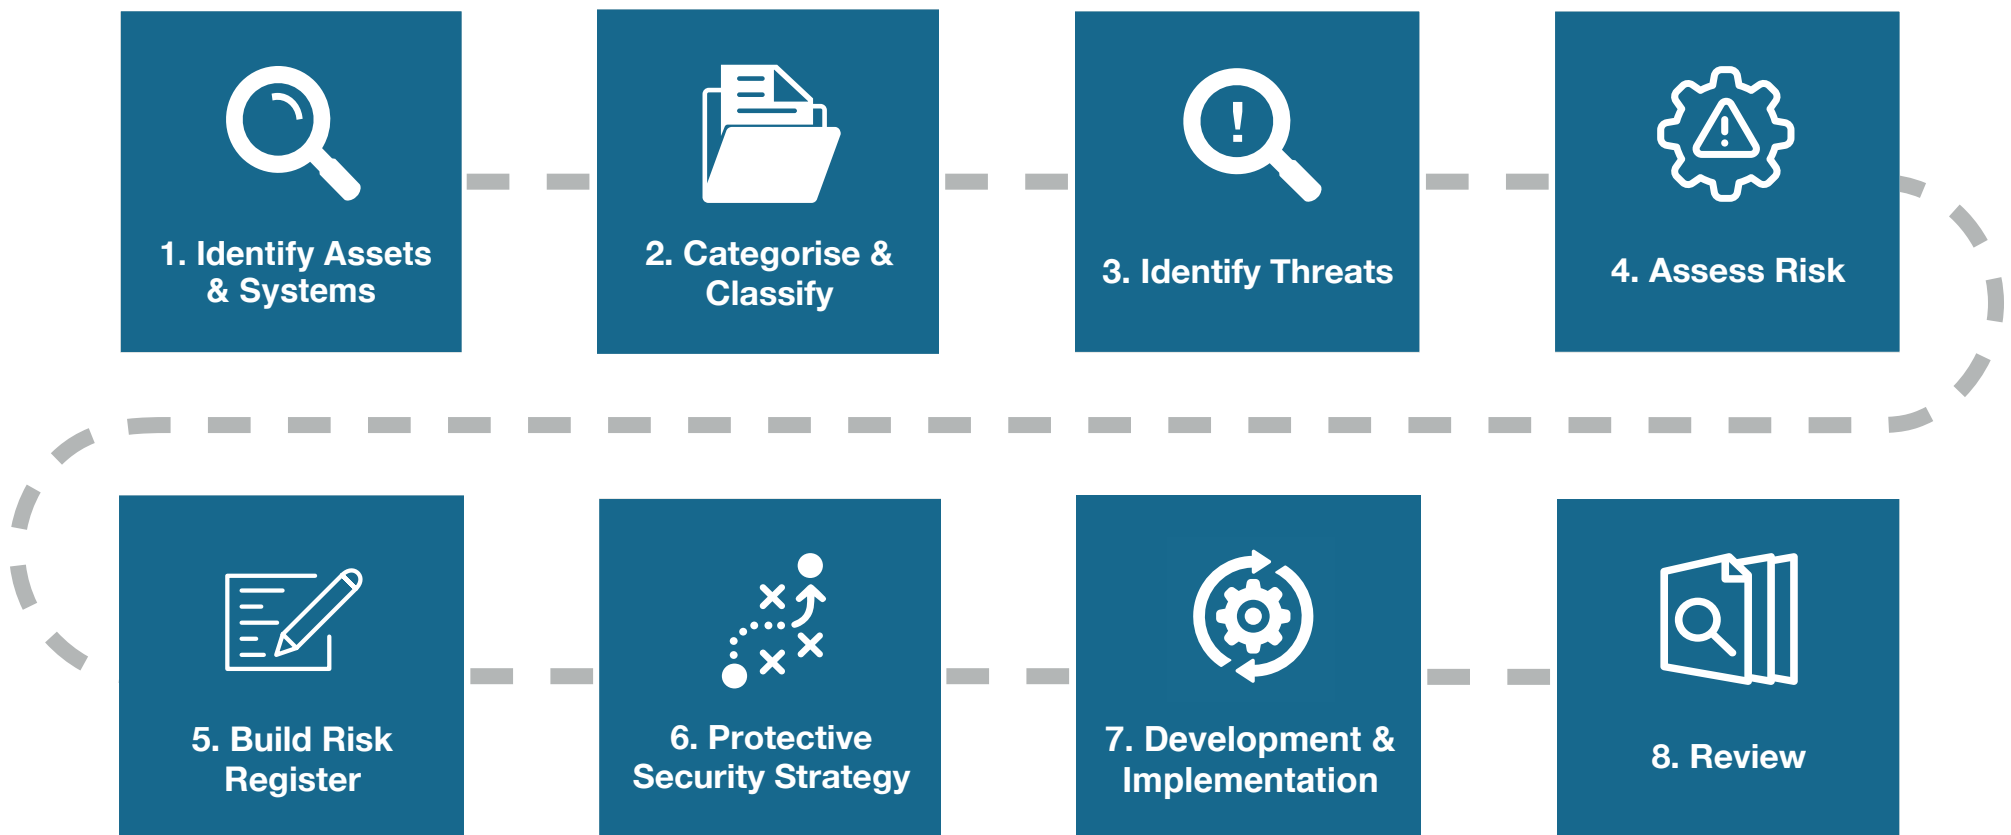 1. Identify Assets
& Systems
2. Categorise &
Classify
3. Identify Threats
4. Assess Risk
5. Build Risk
Register
6. Protective
Security Strategy
7. Development &
Implementation
8. Review